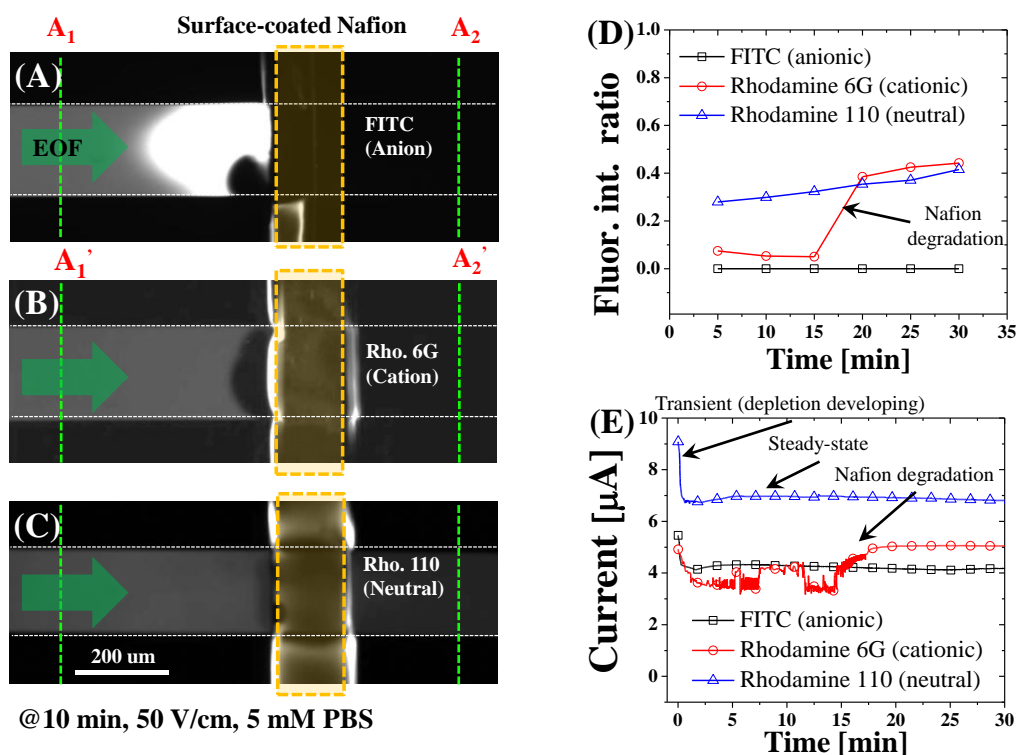 A1
Surface-coated Nafion
A2
(A)
EOF
FITC
(Anion)
A1’
A2’
(B)
Rho. 6G
(Cation)
(C)
Rho. 110
(Neutral)
200 um
@10 min, 50 V/cm, 5 mM PBS
(D)
1.0
0.8
0.6
0.4
0.2
0.0
Fluor. int. ratio
FITC (anionic)
Rhodamine 6G (cationic)
Rhodamine 110 (neutral)
Nafion
degradation
0 5 10 15 20 25 30 35
Time [min]
(E)
Transient (depletion developing)
Steady-state
Nafion degradation
10
8
6
4
2
0
Current [µA]
FITC (anionic)
Rhodamine 6G (cationic)
Rhodamine 110 (neutral)
0 5 10 15 20 25 30
Time [min]